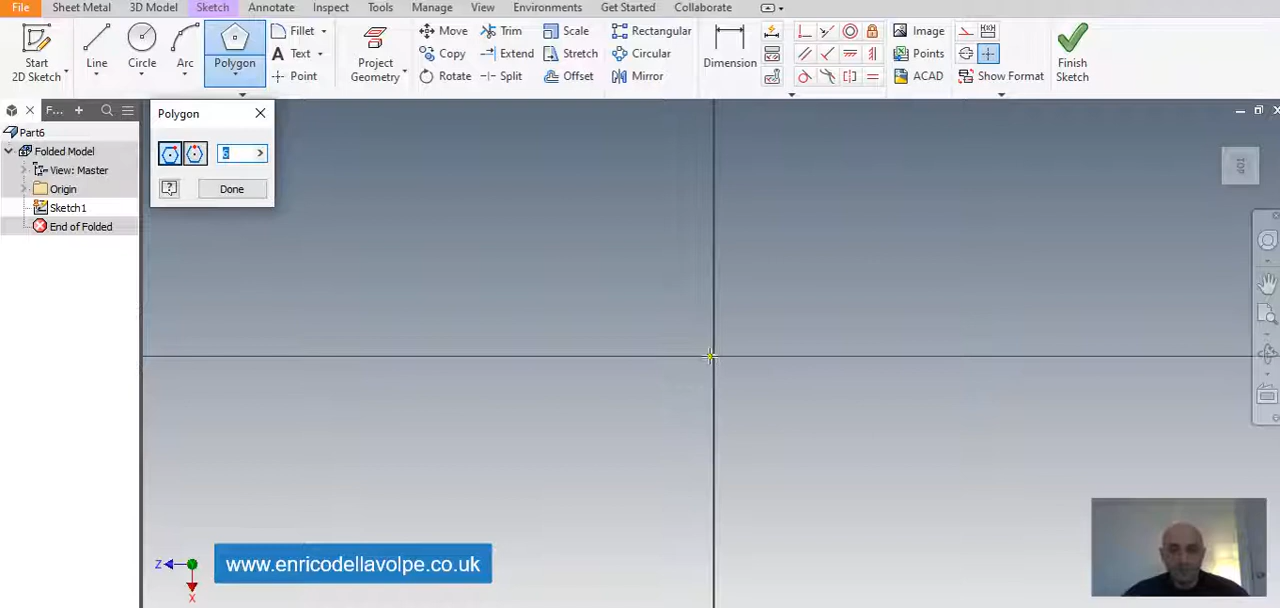 File Sheet Metal 3D Model Sketch Annotate Inspect Tools Manage View Environments Get Started Collaborate
Start
2D Sketch
Line
Circle
Arc
Polygon
Fillet
Text
Point
Project
Geometry
Move
Copy
Rotate
Trim
Extend
Split
Scale
Stretch
Offset
Rectangular
Circular
Mirror
Dimension
Image
Points
ACAD
Show Format
Finish
Sketch
F...
Part6
Folded Model
View: Master
Origin
Sketch1
End of Folded
Polygon
6
Done
TOP
Z
X
www.enricodellavolpe.co.uk